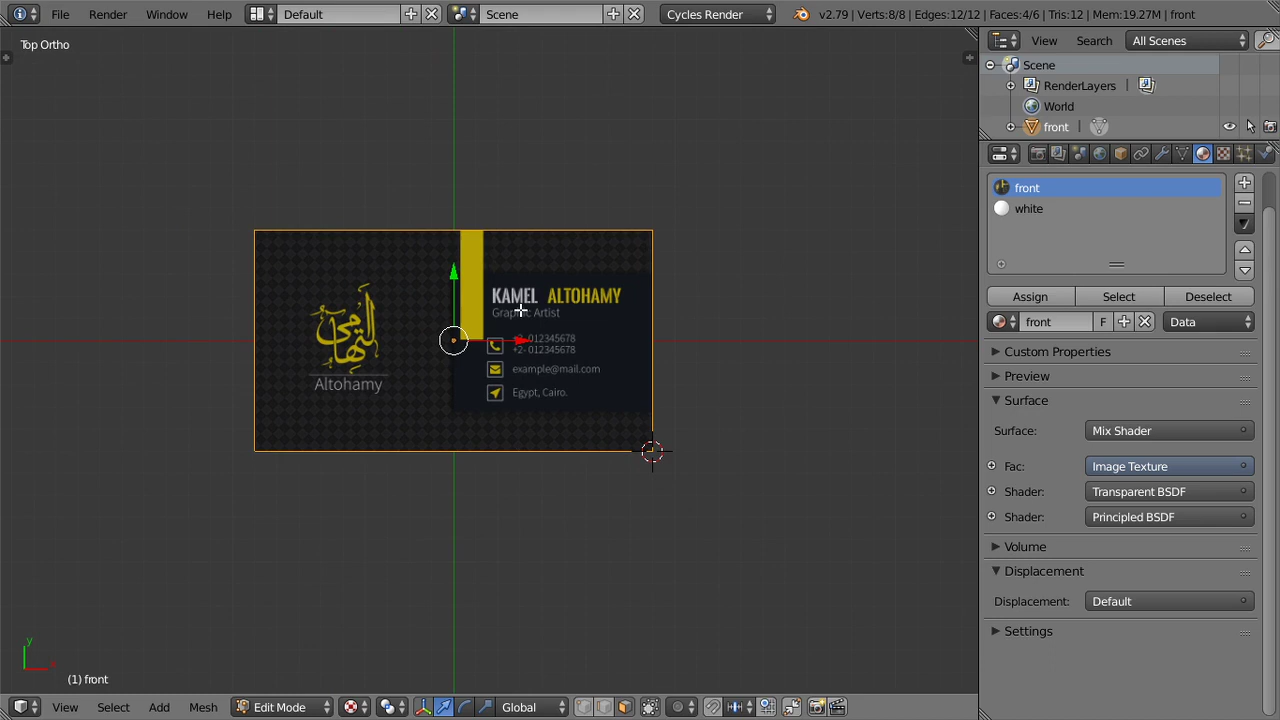 File Render Window Help Default Scene Cycles Render v2.79 | Verts:8/8 | Edges:12/12 | Faces:4/6 | Tris:12 | Mem:19.27M | front
Top Ortho
View Search All Scenes
Scene
RenderLayers |
World
front |
front
white
Assign Select Deselect
front F Data
Custom Properties
Preview
Surface
Surface: Mix Shader
Fac: Image Texture
Shader: Transparent BSDF
Shader: Principled BSDF
Volume
Displacement
Displacement: Default
Settings
التهامي
Altohamy
KAMEL ALTOHAMY
Graphic Artist
+2- 012345678
+2- 012345678
example@mail.com
Egypt, Cairo.
y
x
(1) front
View Select Add Mesh Edit Mode Global